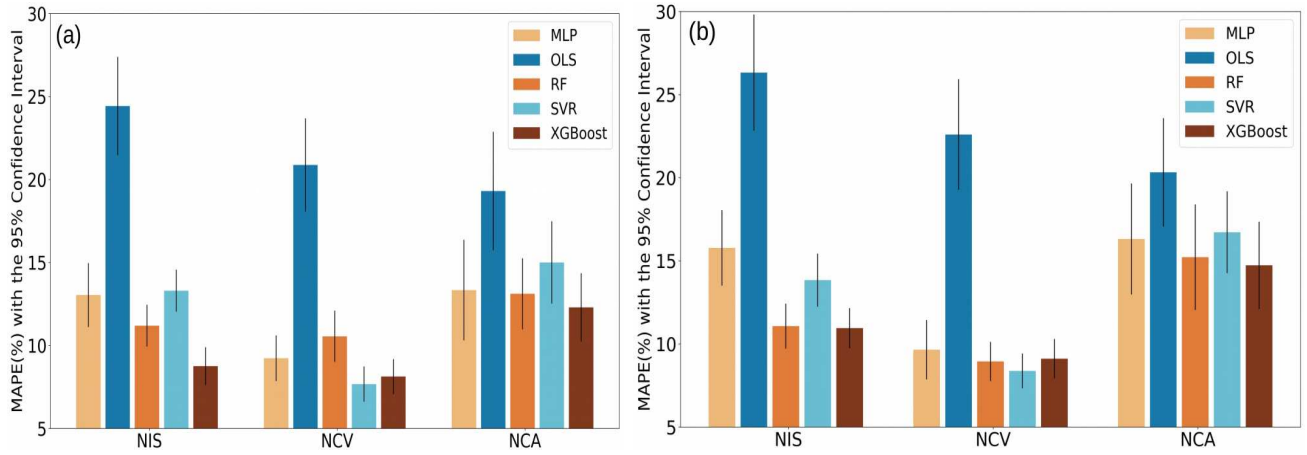 (a)
MAPE(%) with the 95% Confidence Interval
30
25
20
15
10
5
NIS
NCV
NCA
MLP
OLS
RF
SVR
XGBoost
(b)
MAPE(%) with the 95% Confidence Interval
30
25
20
15
10
5
NIS
NCV
NCA
MLP
OLS
RF
SVR
XGBoost